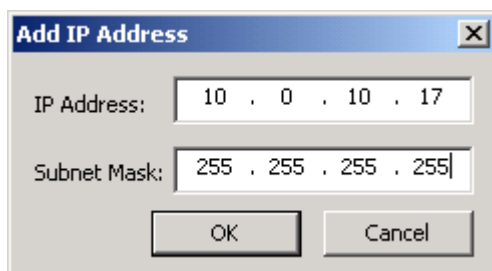 Add IP Address
IP Address: 10 . 0 . 10 . 17
Subnet Mask: 255 . 255 . 255 . 255
OK Cancel